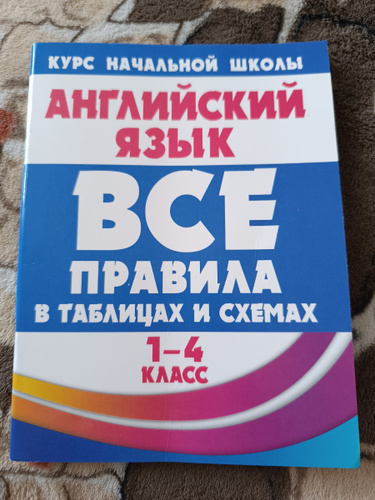 КУРС НАЧАЛЬНОЙ ШКОЛЫ
АНГЛИЙСКИЙ
ЯЗЫК
ВСЕ
ПРАВИЛА
В ТАБЛИЦАХ И СХЕМАХ
1–4
КЛАСС